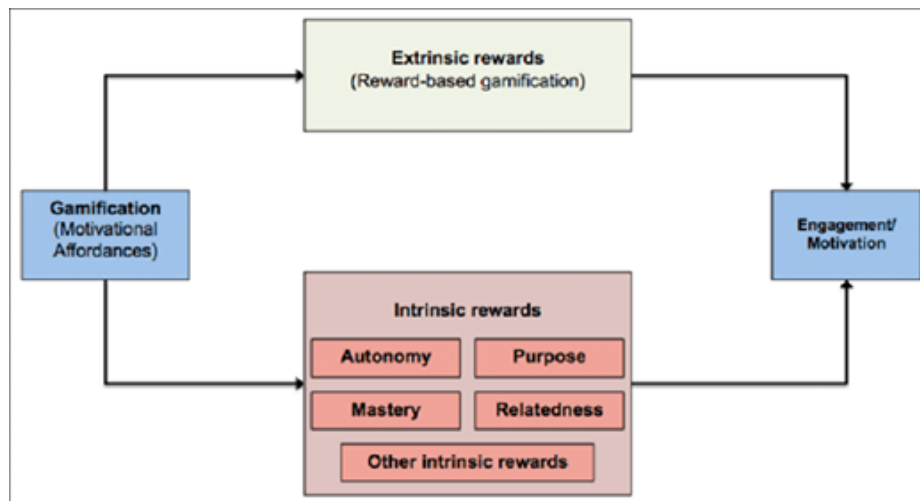 Extrinsic rewards
(Reward-based gamification)
Gamification
(Motivational
Affordances)
Engagement/
Motivation
Intrinsic rewards
Autonomy
Purpose
Mastery
Relatedness
Other intrinsic rewards